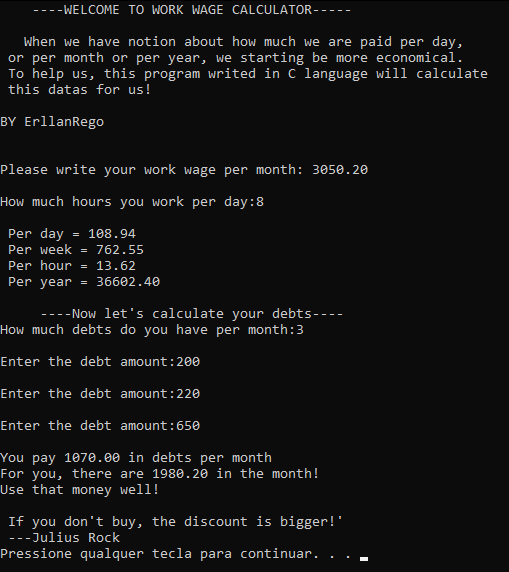 ----WELCOME TO WORK WAGE CALCULATOR-----
When we have notion about how much we are paid per day,
or per month or per year, we starting be more economical.
To help us, this program writed in C language will calculate
this datas for us!
BY ErllanRego
Please write your work wage per month: 3050.20
How much hours you work per day:8
Per day = 108.94
Per week = 762.55
Per hour = 13.62
Per year = 36602.40
----Now let's calculate your debts----
How much debts do you have per month:3
Enter the debt amount:200
Enter the debt amount:220
Enter the debt amount:650
You pay 1070.00 in debts per month
For you, there are 1980.20 in the month!
Use that money well!
If you don't buy, the discount is bigger!'
---Julius Rock
Pressione qualquer tecla para continuar. . .